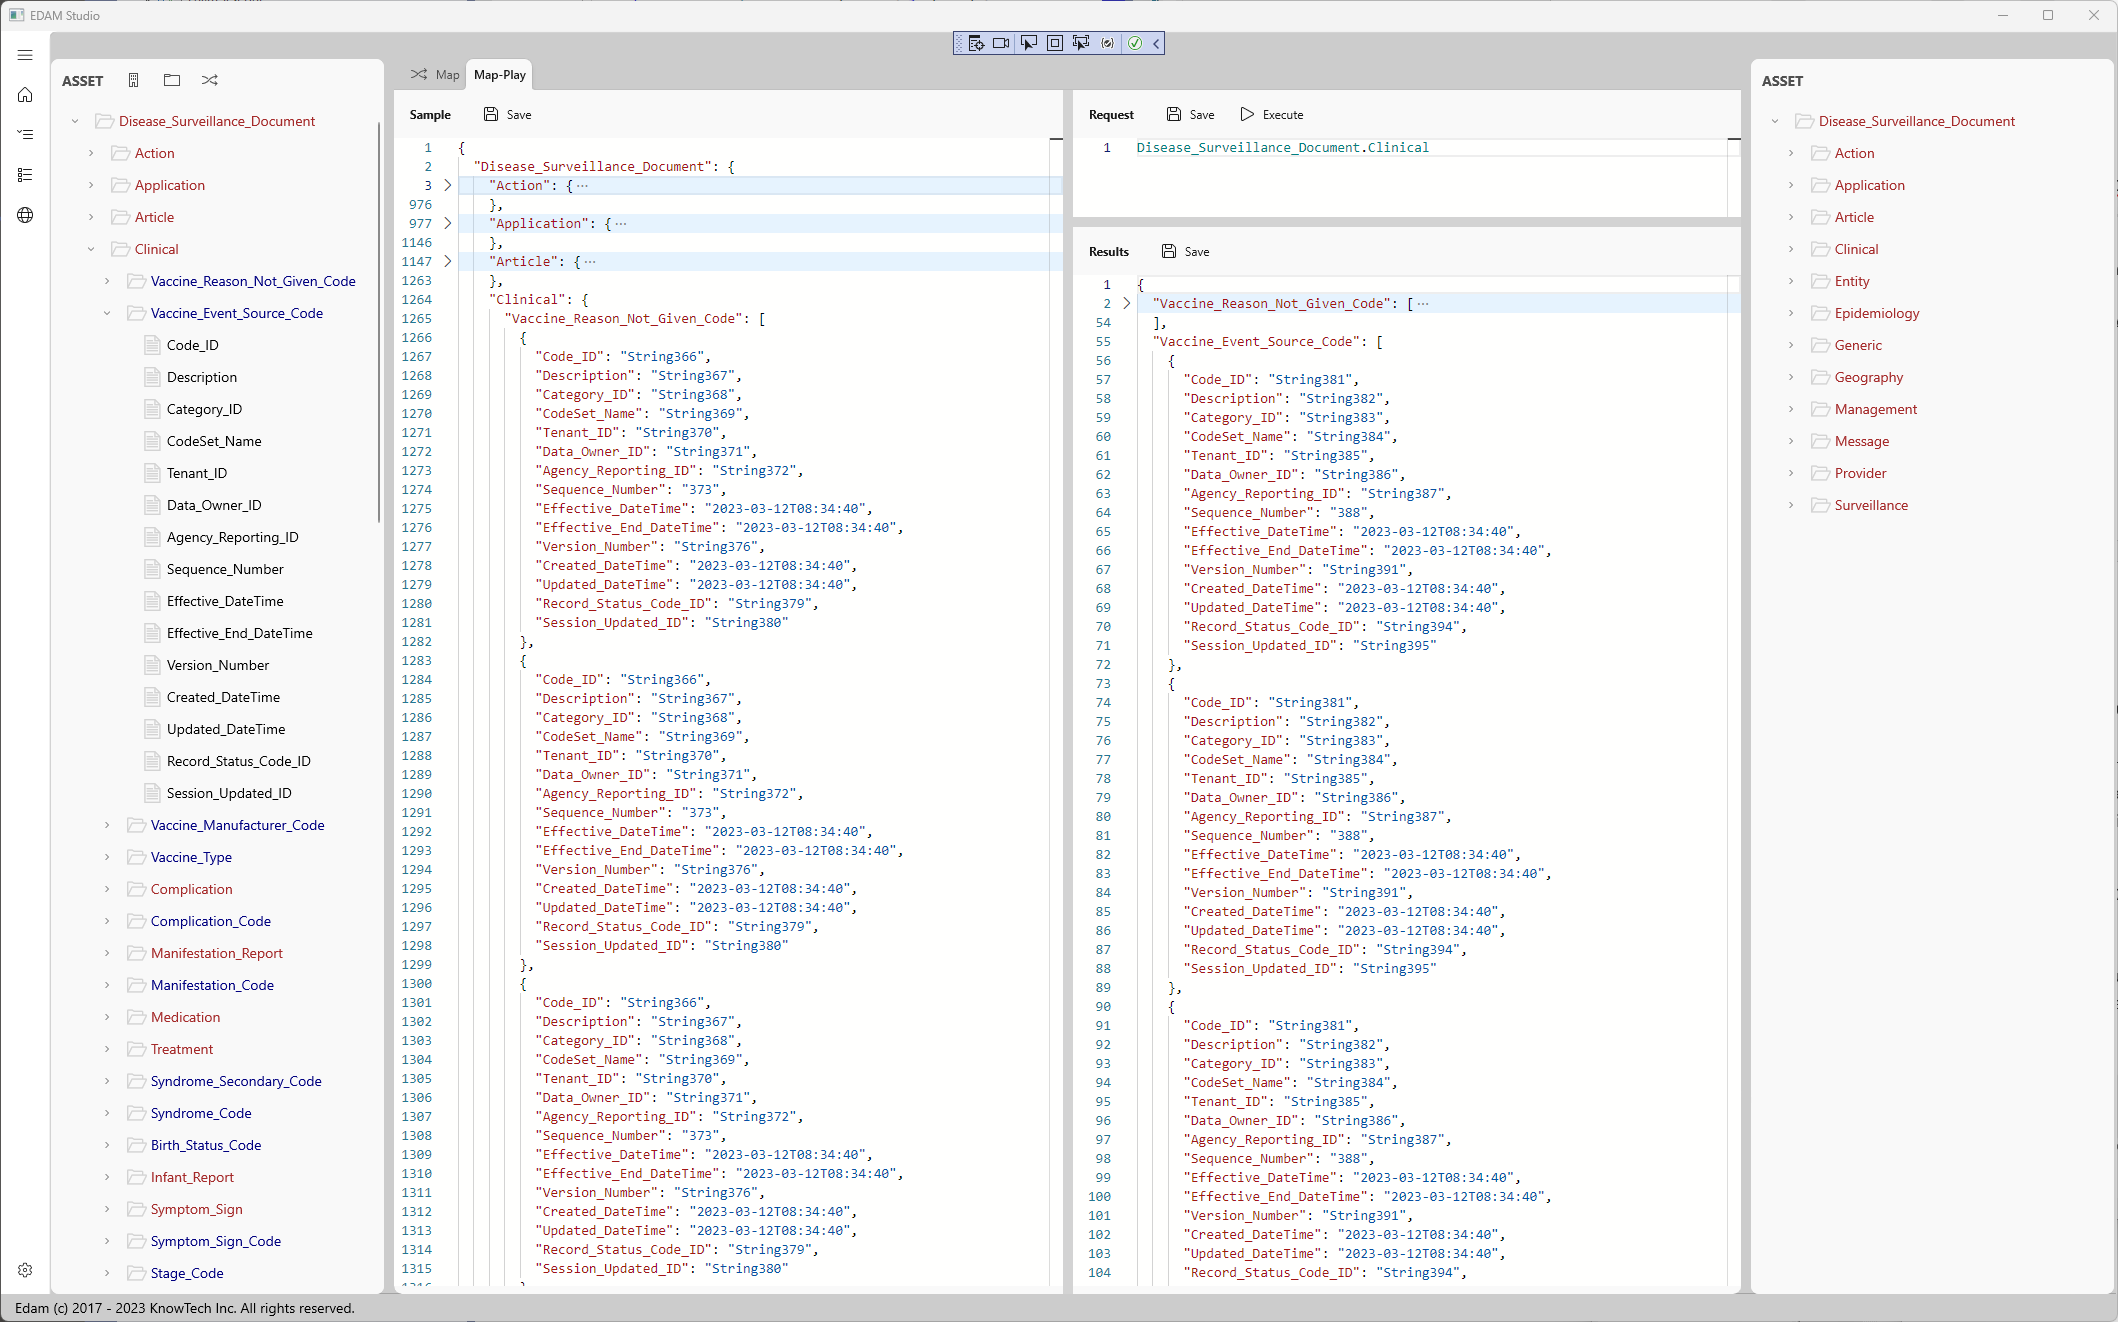 EDAM Studio
ASSET
Disease_Surveillance_Document
Action
Application
Article
Clinical
Vaccine_Reason_Not_Given_Code
Vaccine_Event_Source_Code
Code_ID
Description
Category_ID
CodeSet_Name
Tenant_ID
Data_Owner_ID
Agency_Reporting_ID
Sequence_Number
Effective_DateTime
Effective_End_DateTime
Version_Number
Created_DateTime
Updated_DateTime
Record_Status_Code_ID
Session_Updated_ID
Vaccine_Manufacturer_Code
Vaccine_Type
Complication
Complication_Code
Manifestation_Report
Manifestation_Code
Medication
Treatment
Syndrome_Secondary_Code
Syndrome_Code
Birth_Status_Code
Infant_Report
Symptom_Sign
Symptom_Sign_Code
Stage_Code
Map Map-Play
Sample Save
1 {
2 "Disease_Surveillance_Document": {
3 "Action": { ···
976 },
977 "Application": { ···
1146 },
1147 "Article": { ···
1263 },
1264 "Clinical": {
1265 "Vaccine_Reason_Not_Given_Code": [
1266 {
1267 "Code_ID": "String366",
1268 "Description": "String367",
1269 "Category_ID": "String368",
1270 "CodeSet_Name": "String369",
1271 "Tenant_ID": "String370",
1272 "Data_Owner_ID": "String371",
1273 "Agency_Reporting_ID": "String372",
1274 "Sequence_Number": "373",
1275 "Effective_DateTime": "2023-03-12T08:34:40",
1276 "Effective_End_DateTime": "2023-03-12T08:34:40",
1277 "Version_Number": "String376",
1278 "Created_DateTime": "2023-03-12T08:34:40",
1279 "Updated_DateTime": "2023-03-12T08:34:40",
1280 "Record_Status_Code_ID": "String379",
1281 "Session_Updated_ID": "String380"
1282 },
1283 {
1284 "Code_ID": "String366",
1285 "Description": "String367",
1286 "Category_ID": "String368",
1287 "CodeSet_Name": "String369",
1288 "Tenant_ID": "String370",
1289 "Data_Owner_ID": "String371",
1290 "Agency_Reporting_ID": "String372",
1291 "Sequence_Number": "373",
1292 "Effective_DateTime": "2023-03-12T08:34:40",
1293 "Effective_End_DateTime": "2023-03-12T08:34:40",
1294 "Version_Number": "String376",
1295 "Created_DateTime": "2023-03-12T08:34:40",
1296 "Updated_DateTime": "2023-03-12T08:34:40",
1297 "Record_Status_Code_ID": "String379",
1298 "Session_Updated_ID": "String380"
1299 },
1300 {
1301 "Code_ID": "String366",
1302 "Description": "String367",
1303 "Category_ID": "String368",
1304 "CodeSet_Name": "String369",
1305 "Tenant_ID": "String370",
1306 "Data_Owner_ID": "String371",
1307 "Agency_Reporting_ID": "String372",
1308 "Sequence_Number": "373",
1309 "Effective_DateTime": "2023-03-12T08:34:40",
1310 "Effective_End_DateTime": "2023-03-12T08:34:40",
1311 "Version_Number": "String376",
1312 "Created_DateTime": "2023-03-12T08:34:40",
1313 "Updated_DateTime": "2023-03-12T08:34:40",
1314 "Record_Status_Code_ID": "String379",
1315 "Session_Updated_ID": "String380"
Request Save Execute
1 Disease_Surveillance_Document.Clinical
Results Save
1 {
2 "Vaccine_Reason_Not_Given_Code": [ ···
54 ],
55 "Vaccine_Event_Source_Code": [
56 {
57 "Code_ID": "String381",
58 "Description": "String382",
59 "Category_ID": "String383",
60 "CodeSet_Name": "String384",
61 "Tenant_ID": "String385",
62 "Data_Owner_ID": "String386",
63 "Agency_Reporting_ID": "String387",
64 "Sequence_Number": "388",
65 "Effective_DateTime": "2023-03-12T08:34:40",
66 "Effective_End_DateTime": "2023-03-12T08:34:40",
67 "Version_Number": "String391",
68 "Created_DateTime": "2023-03-12T08:34:40",
69 "Updated_DateTime": "2023-03-12T08:34:40",
70 "Record_Status_Code_ID": "String394",
71 "Session_Updated_ID": "String395"
72 },
73 {
74 "Code_ID": "String381",
75 "Description": "String382",
76 "Category_ID": "String383",
77 "CodeSet_Name": "String384",
78 "Tenant_ID": "String385",
79 "Data_Owner_ID": "String386",
80 "Agency_Reporting_ID": "String387",
81 "Sequence_Number": "388",
82 "Effective_DateTime": "2023-03-12T08:34:40",
83 "Effective_End_DateTime": "2023-03-12T08:34:40",
84 "Version_Number": "String391",
85 "Created_DateTime": "2023-03-12T08:34:40",
86 "Updated_DateTime": "2023-03-12T08:34:40",
87 "Record_Status_Code_ID": "String394",
88 "Session_Updated_ID": "String395"
89 },
90 {
91 "Code_ID": "String381",
92 "Description": "String382",
93 "Category_ID": "String383",
94 "CodeSet_Name": "String384",
95 "Tenant_ID": "String385",
96 "Data_Owner_ID": "String386",
97 "Agency_Reporting_ID": "String387",
98 "Sequence_Number": "388",
99 "Effective_DateTime": "2023-03-12T08:34:40",
100 "Effective_End_DateTime": "2023-03-12T08:34:40",
101 "Version_Number": "String391",
102 "Created_DateTime": "2023-03-12T08:34:40",
103 "Updated_DateTime": "2023-03-12T08:34:40",
104 "Record_Status_Code_ID": "String394",
ASSET
Disease_Surveillance_Document
Action
Application
Article
Clinical
Entity
Epidemiology
Generic
Geography
Management
Message
Provider
Surveillance
Edam (c) 2017 - 2023 KnowTech Inc. All rights reserved.